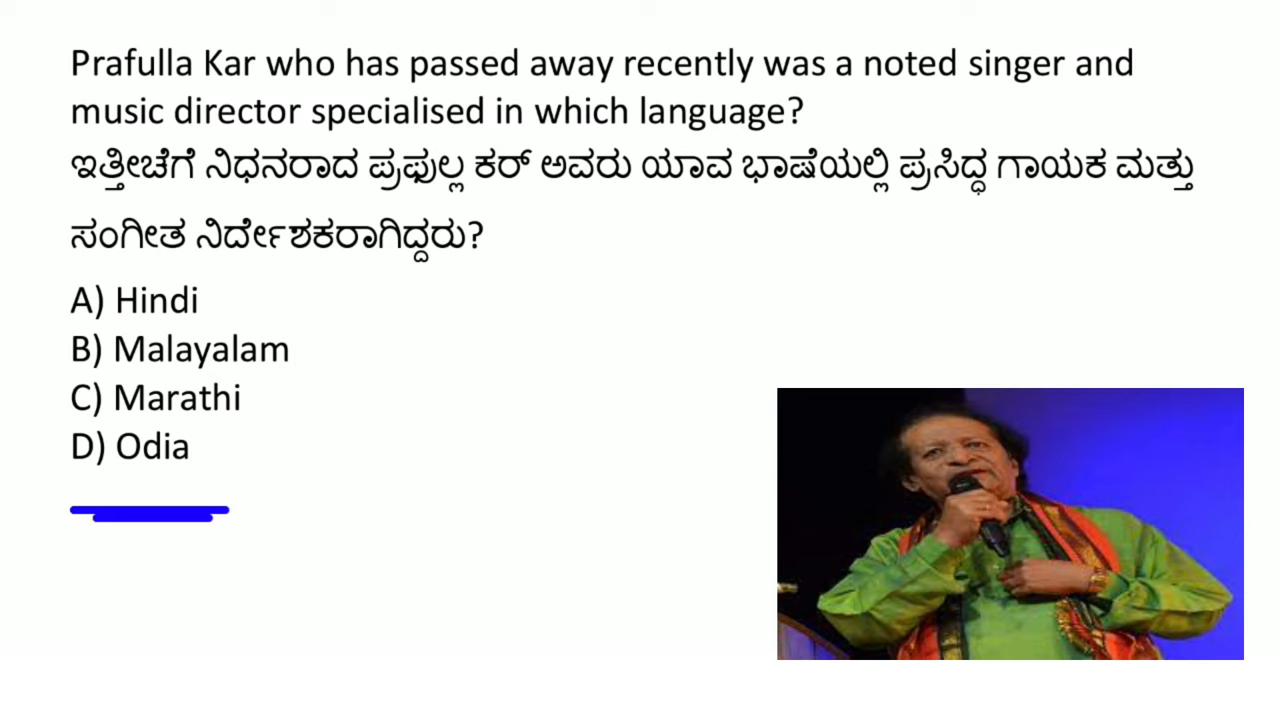 Prafulla Kar who has passed away recently was a noted singer and
music director specialised in which language?
ಇತ್ತೀಚೆಗೆ ನಿಧನರಾದ ಪ್ರಫುಲ್ಲ ಕರ್ ಅವರು ಯಾವ ಭಾಷೆಯಲ್ಲಿ ಪ್ರಸಿದ್ಧ ಗಾಯಕ ಮತ್ತು
ಸಂಗೀತ ನಿರ್ದೇಶಕರಾಗಿದ್ದರು?
A) Hindi
B) Malayalam
C) Marathi
D) Odia